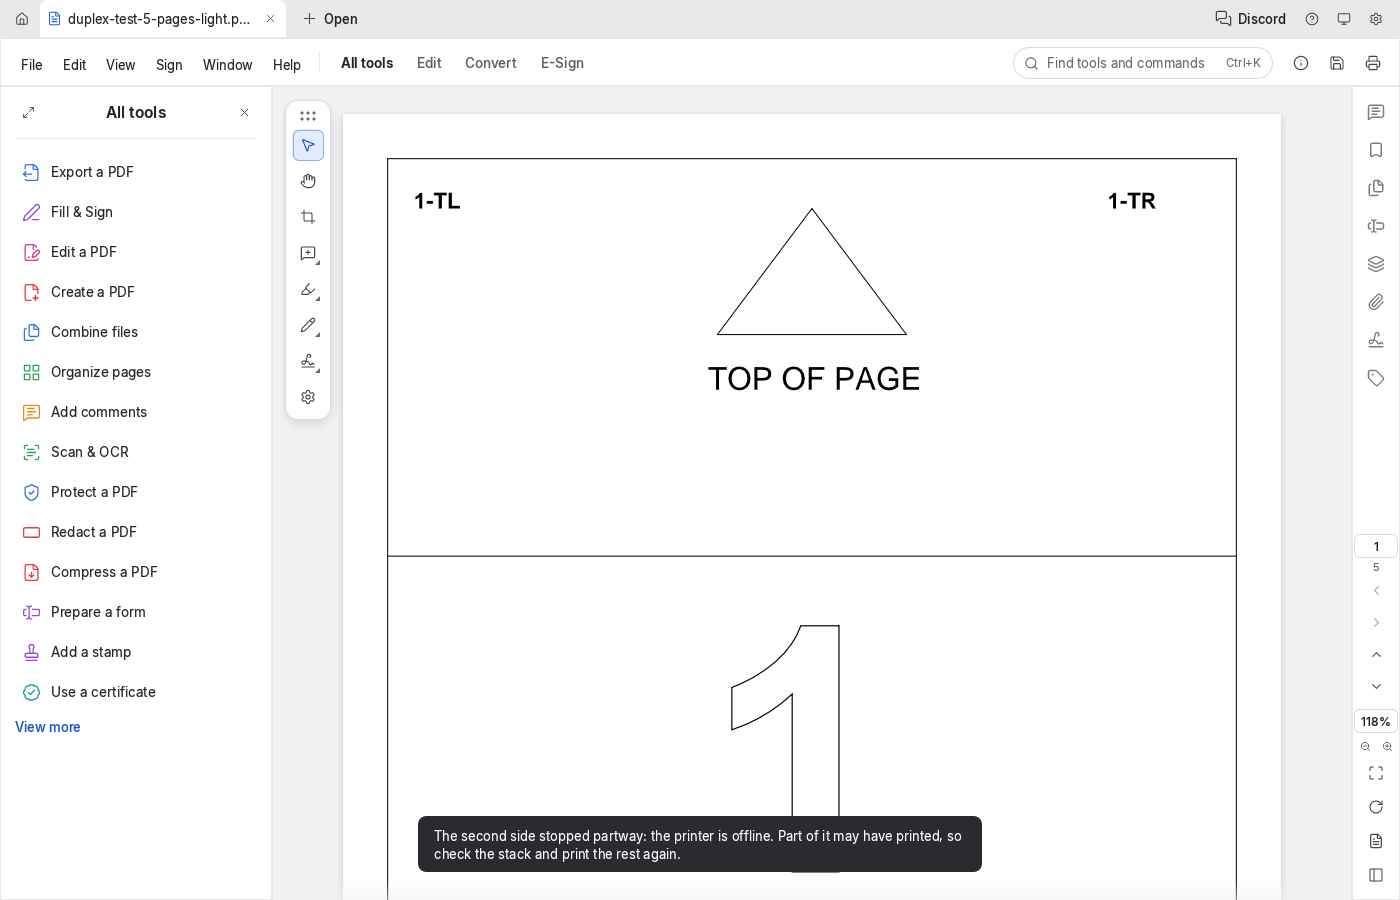 duplex-test-5-pages-light.p...
Open
Discord
File Edit View Sign Window Help
All tools Edit Convert E-Sign
Find tools and commands Ctrl+K
All tools
Export a PDF
Fill & Sign
Edit a PDF
Create a PDF
Combine files
Organize pages
Add comments
Scan & OCR
Protect a PDF
Redact a PDF
Compress a PDF
Prepare a form
Add a stamp
Use a certificate
View more
1-TL
1-TR
TOP OF PAGE
1
The second side stopped partway: the printer is offline. Part of it may have printed, so
check the stack and print the rest again.
1
5
118%